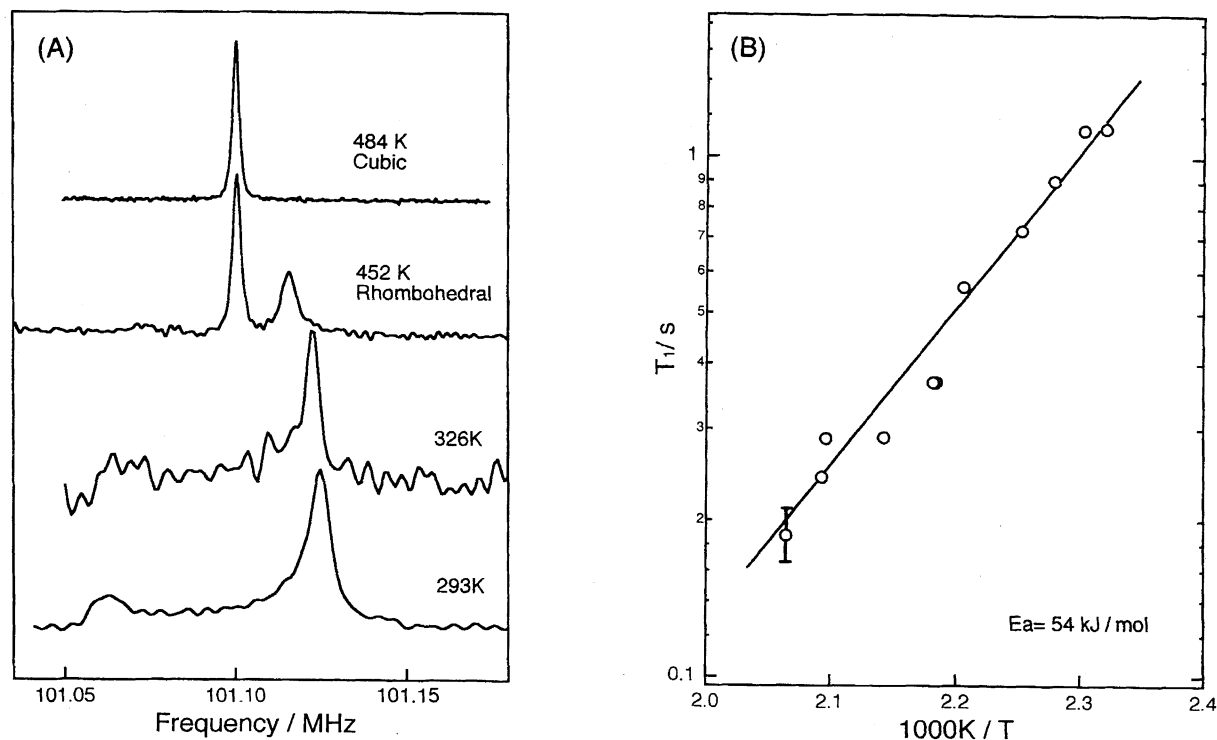 (A)
484 K
Cubic
452 K
Rhombohedral
326K
293K
101.05
101.10
101.15
Frequency / MHz
(B)
1
9
8
7
6
5
4
3
2
0.1
T1/ s
Ea= 54 kJ / mol
2.0
2.1
2.2
2.3
2.4
1000K / T